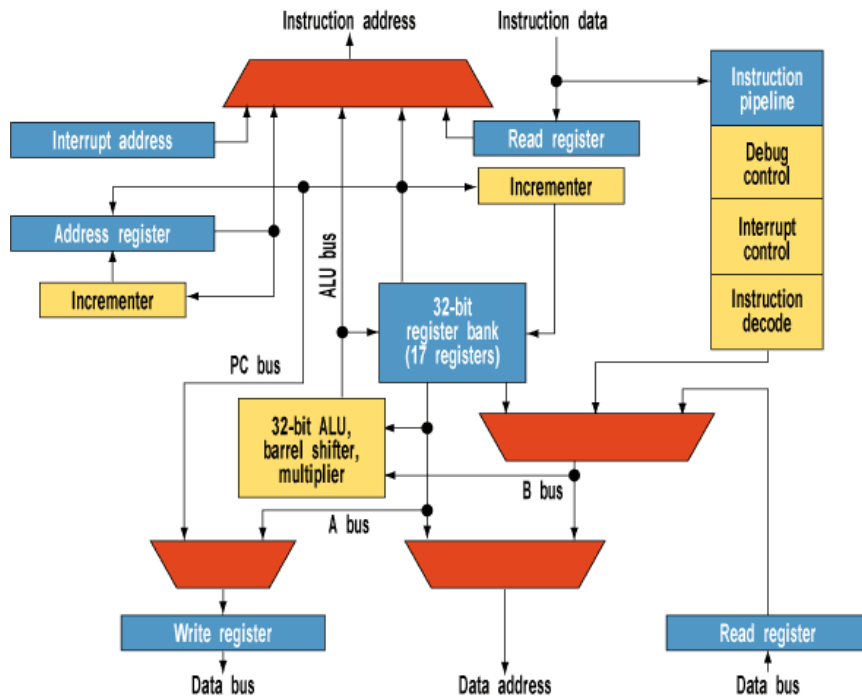 Instruction address
Instruction data
Instruction
pipeline
Interrupt address
Read register
Debug
control
Incrementer
Address register
Interrupt
control
ALU bus
Incrementer
32-bit
register bank
(17 registers)
Instruction
decode
PC bus
32-bit ALU,
barrel shifter,
multiplier
B bus
A bus
Write register
Read register
Data bus
Data address
Data bus